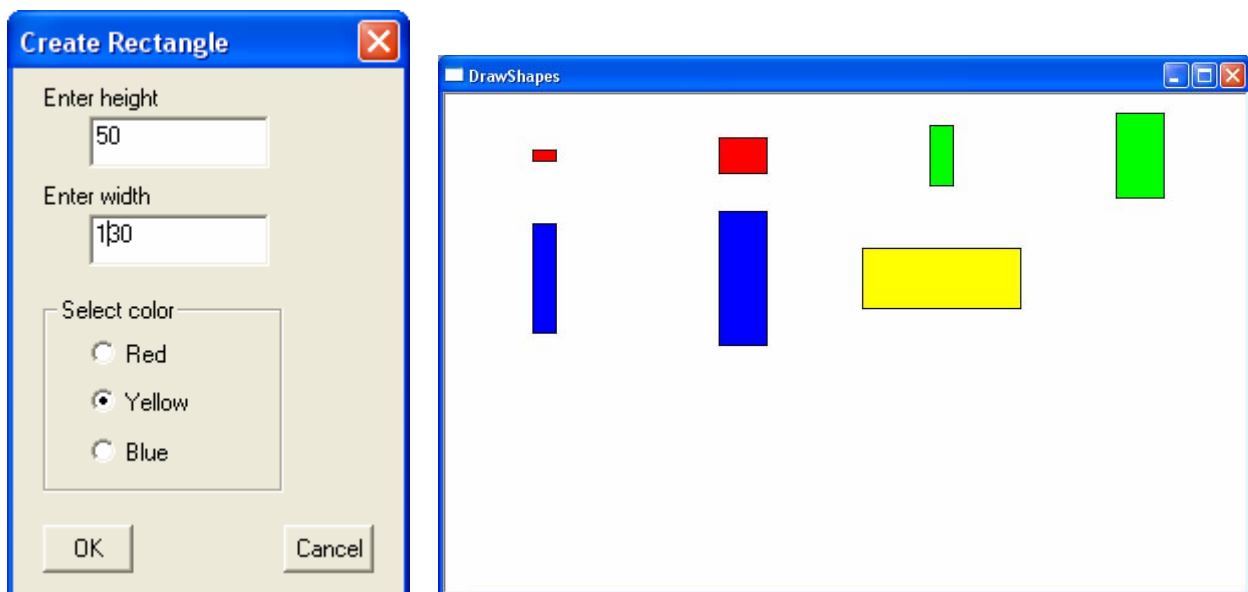 Create Rectangle
Enter height
50
Enter width
130
Select color
Red
Yellow
Blue
OK
Cancel
DrawShapes